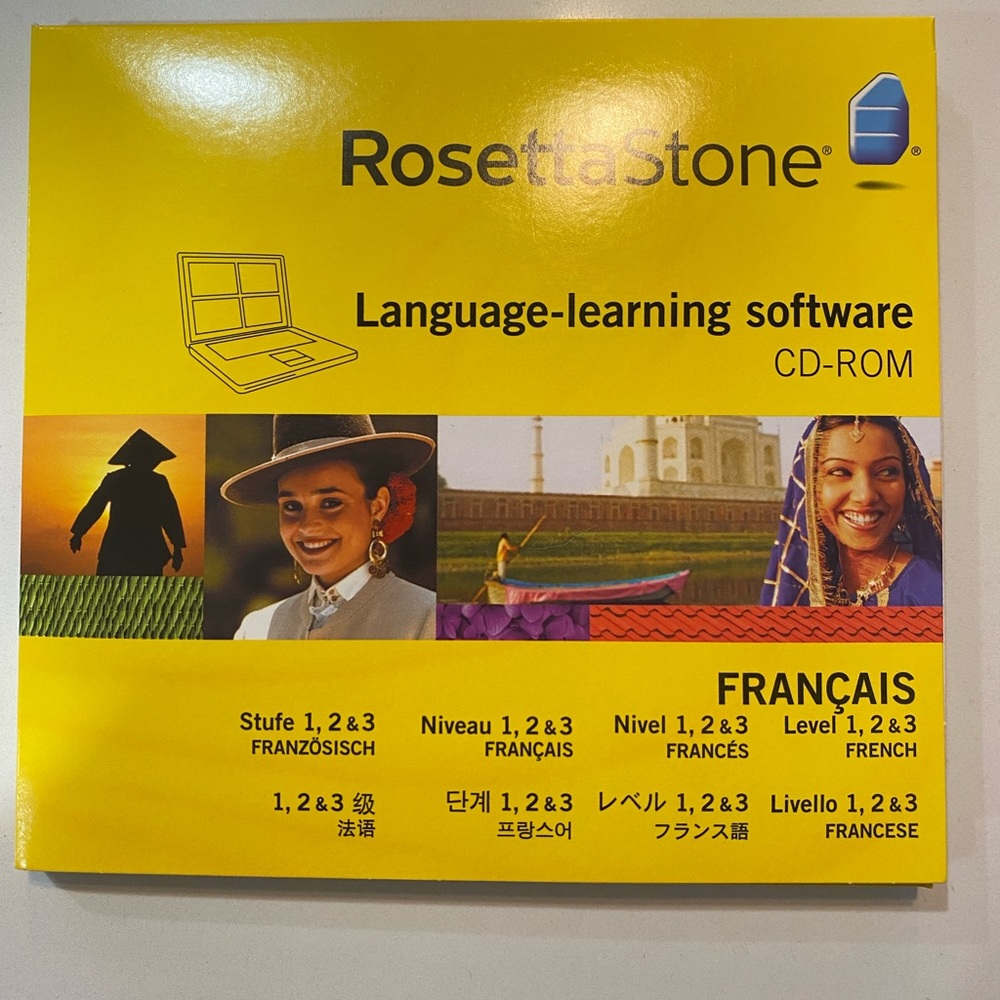 RosettaStone® ®
Language-learning software
CD-ROM
FRANÇAIS
Stufe 1, 2 & 3
FRANZÖSISCH
Niveau 1, 2 & 3
FRANÇAIS
Nivel 1, 2 & 3
FRANCÉS
Level 1, 2 & 3
FRENCH
1, 2 & 3 级
法语
단계 1, 2 & 3
프랑스어
レベル 1, 2 & 3
フランス語
Livello 1, 2 & 3
FRANCESE